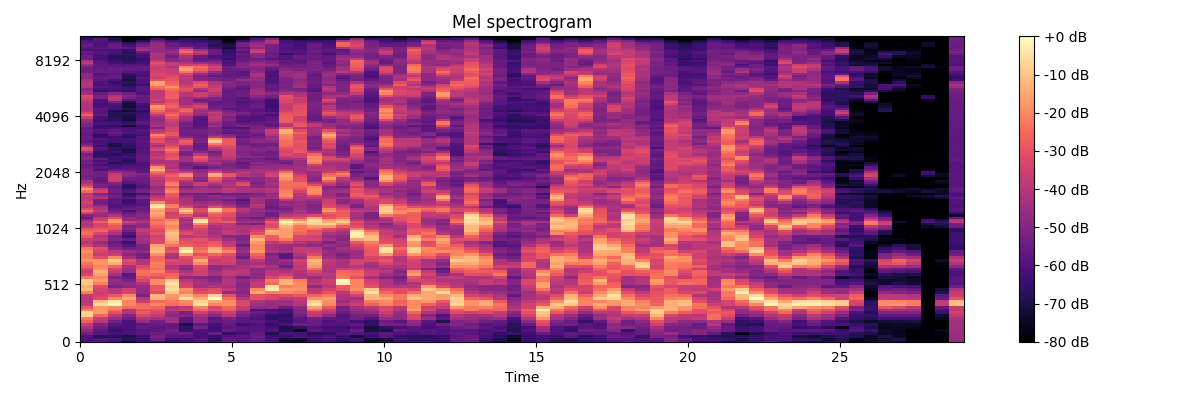 Mel spectrogram
8192
4096
2048
1024
512
0
Hz
0 5 10 15 20 25
Time
+0 dB
-10 dB
-20 dB
-30 dB
-40 dB
-50 dB
-60 dB
-70 dB
-80 dB